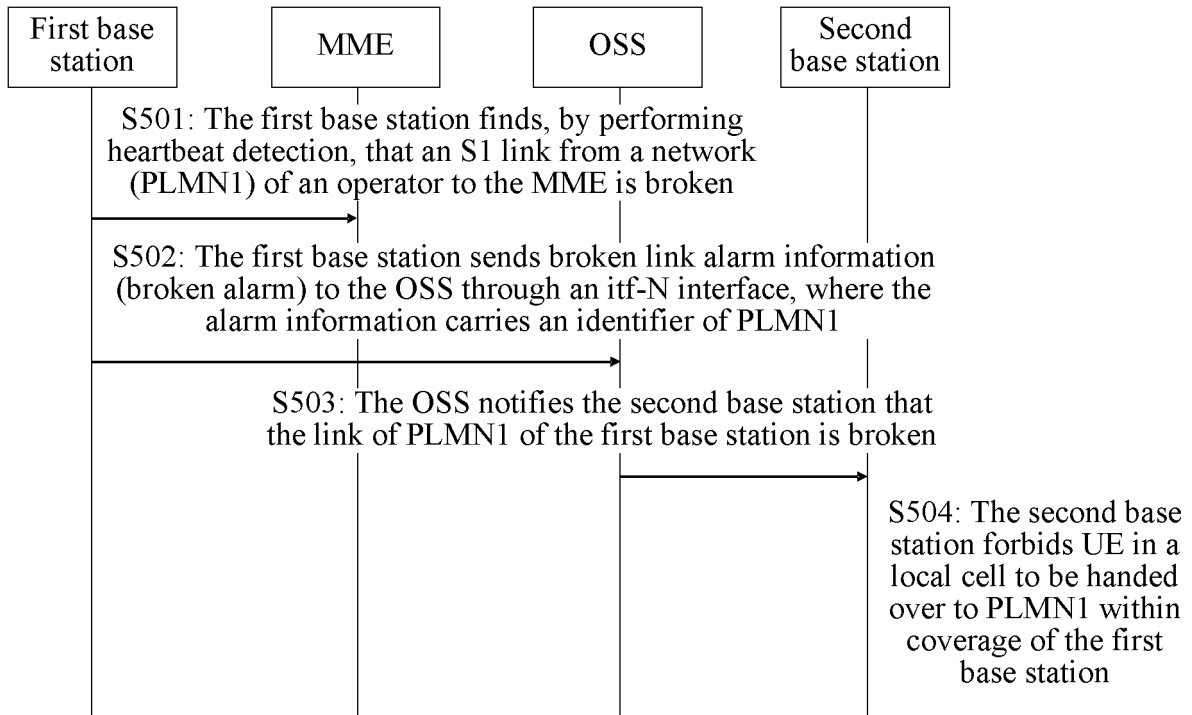 First base
station
MME
OSS
Second
base station
S501: The first base station finds, by performing
heartbeat detection, that an S1 link from a network
(PLMN1) of an operator to the MME is broken
S502: The first base station sends broken link alarm information
(broken alarm) to the OSS through an itf-N interface, where the
alarm information carries an identifier of PLMN1
S503: The OSS notifies the second base station that
the link of PLMN1 of the first base station is broken
S504: The second base
station forbids UE in a
local cell to be handed
over to PLMN1 within
coverage of the first
base station